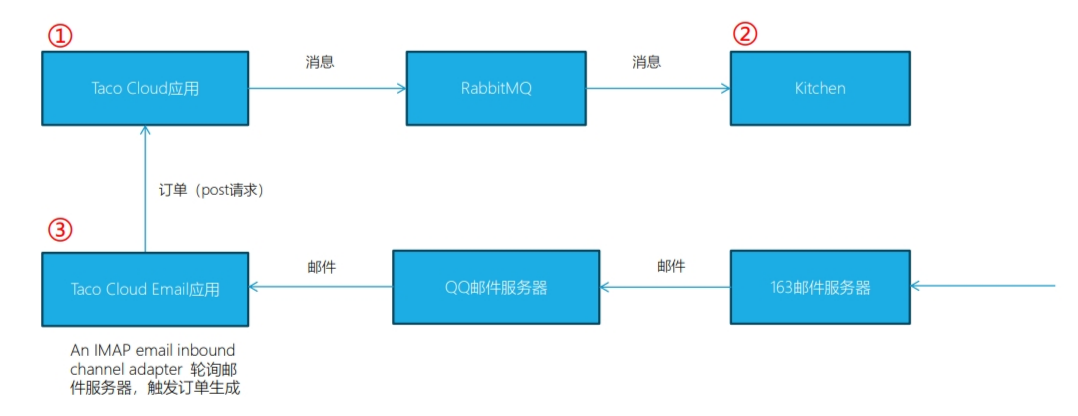 ①
②
消息
消息
Taco Cloud应用
RabbitMQ
Kitchen
订单（post请求）
③
邮件
邮件
Taco Cloud Email应用
QQ邮件服务器
163邮件服务器
An IMAP email inbound
channel adapter 轮询邮
件服务器，触发订单生成